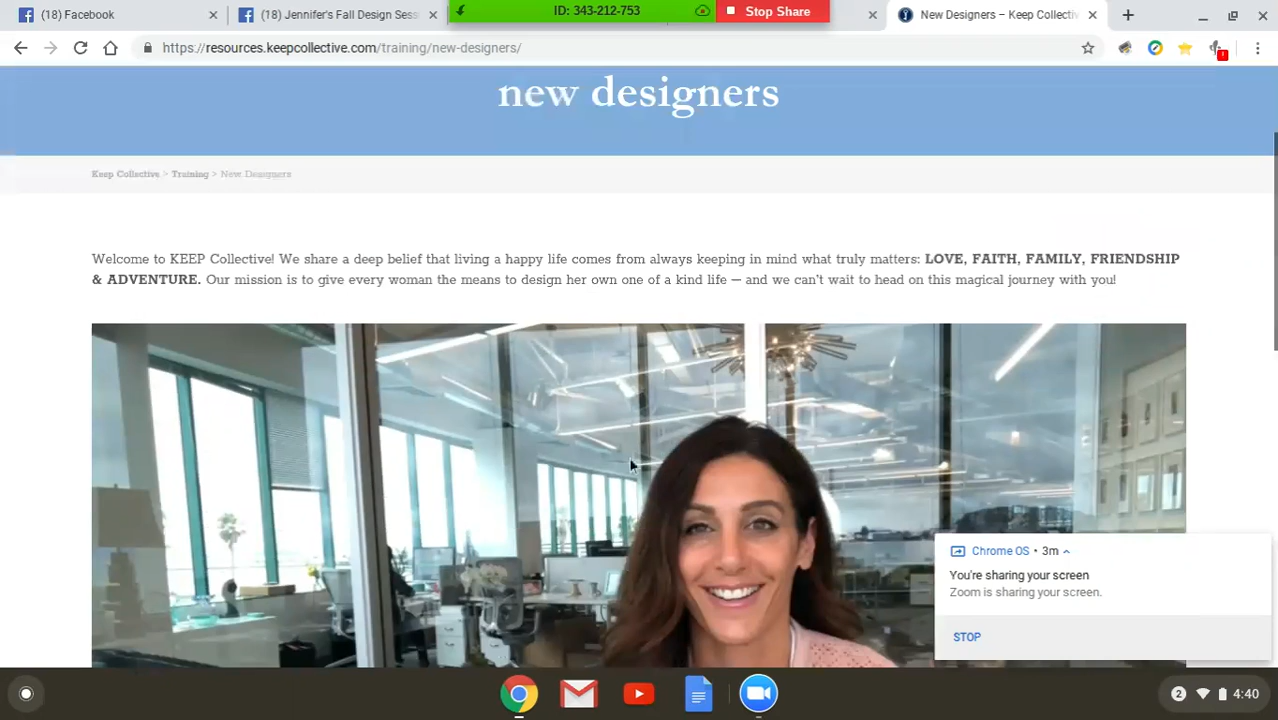 (18) Facebook
(18) Jennifer's Fall Design Sess
ID: 343-212-753
Stop Share
New Designers – Keep Collectiv
https://resources.keepcollective.com/training/new-designers/
new designers
Keep Collective > Training > New Designers
Welcome to KEEP Collective! We share a deep belief that living a happy life comes from always keeping in mind what truly matters: LOVE, FAITH, FAMILY, FRIENDSHIP
& ADVENTURE. Our mission is to give every woman the means to design her own one of a kind life — and we can't wait to head on this magical journey with you!
Chrome OS • 3m
You're sharing your screen
Zoom is sharing your screen.
STOP
2
4:40